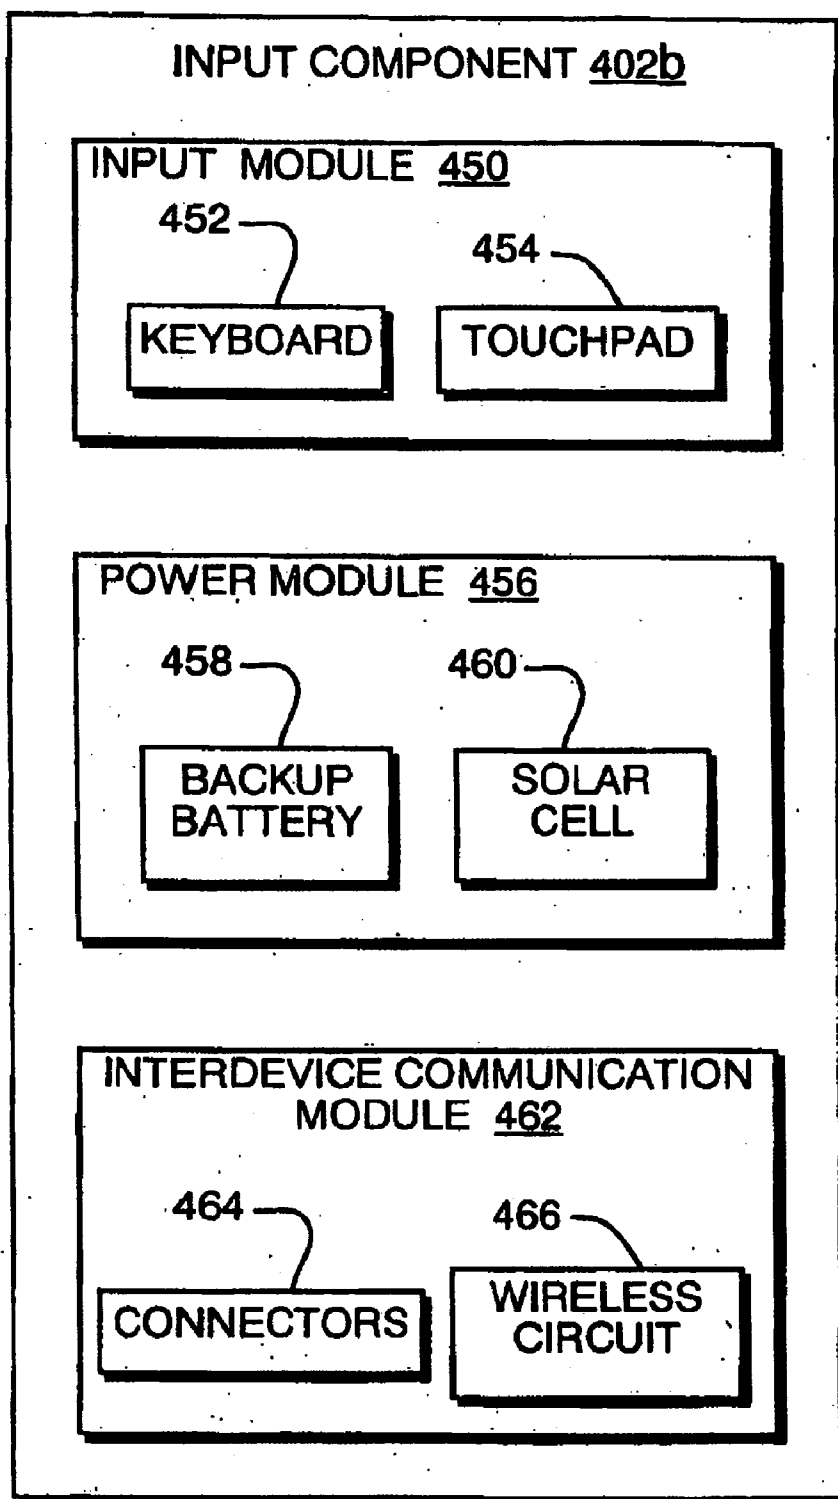 INPUT COMPONENT 402b
INPUT MODULE 450
452
454
KEYBOARD
TOUCHPAD
POWER MODULE 456
458
460
BACKUP
BATTERY
SOLAR
CELL
INTERDEVICE COMMUNICATION
MODULE 462
464
466
CONNECTORS
WIRELESS
CIRCUIT